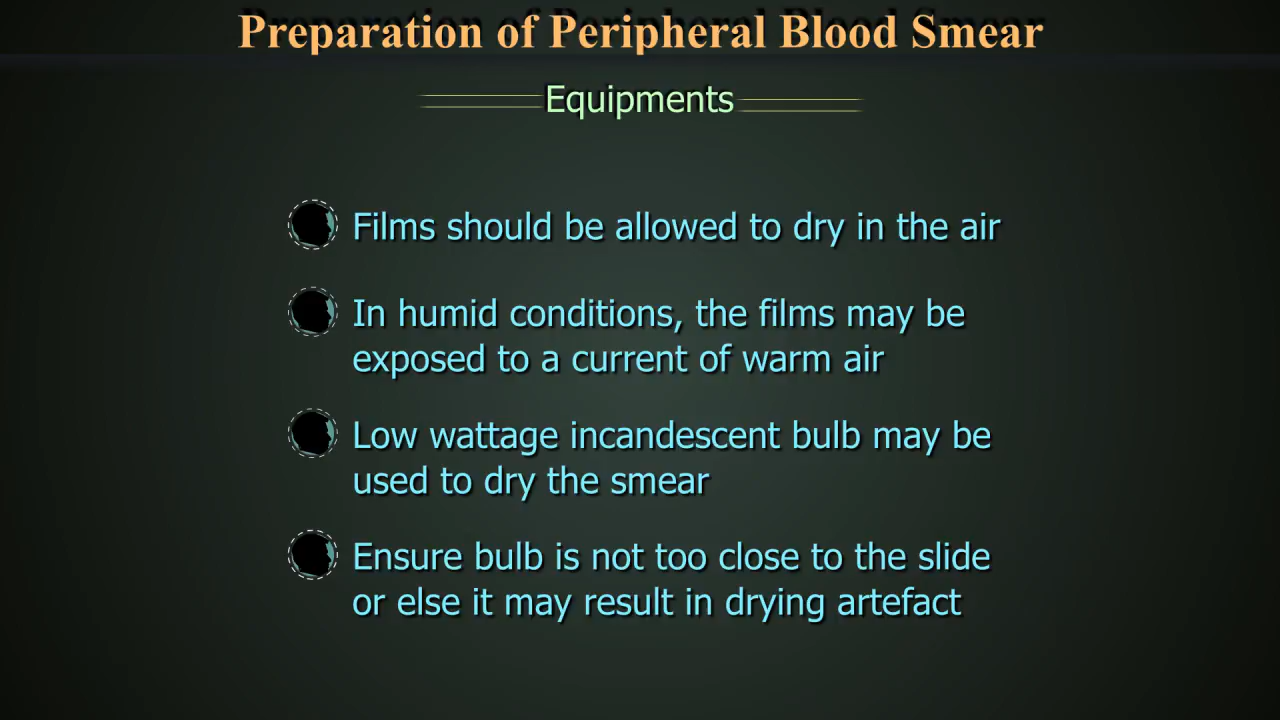 Preparation of Peripheral Blood Smear
Equipments
Films should be allowed to dry in the air
In humid conditions, the films may be
exposed to a current of warm air
Low wattage incandescent bulb may be
used to dry the smear
Ensure bulb is not too close to the slide
or else it may result in drying artefact